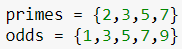 primes = {2,3,5,7}
odds = {1,3,5,7,9}